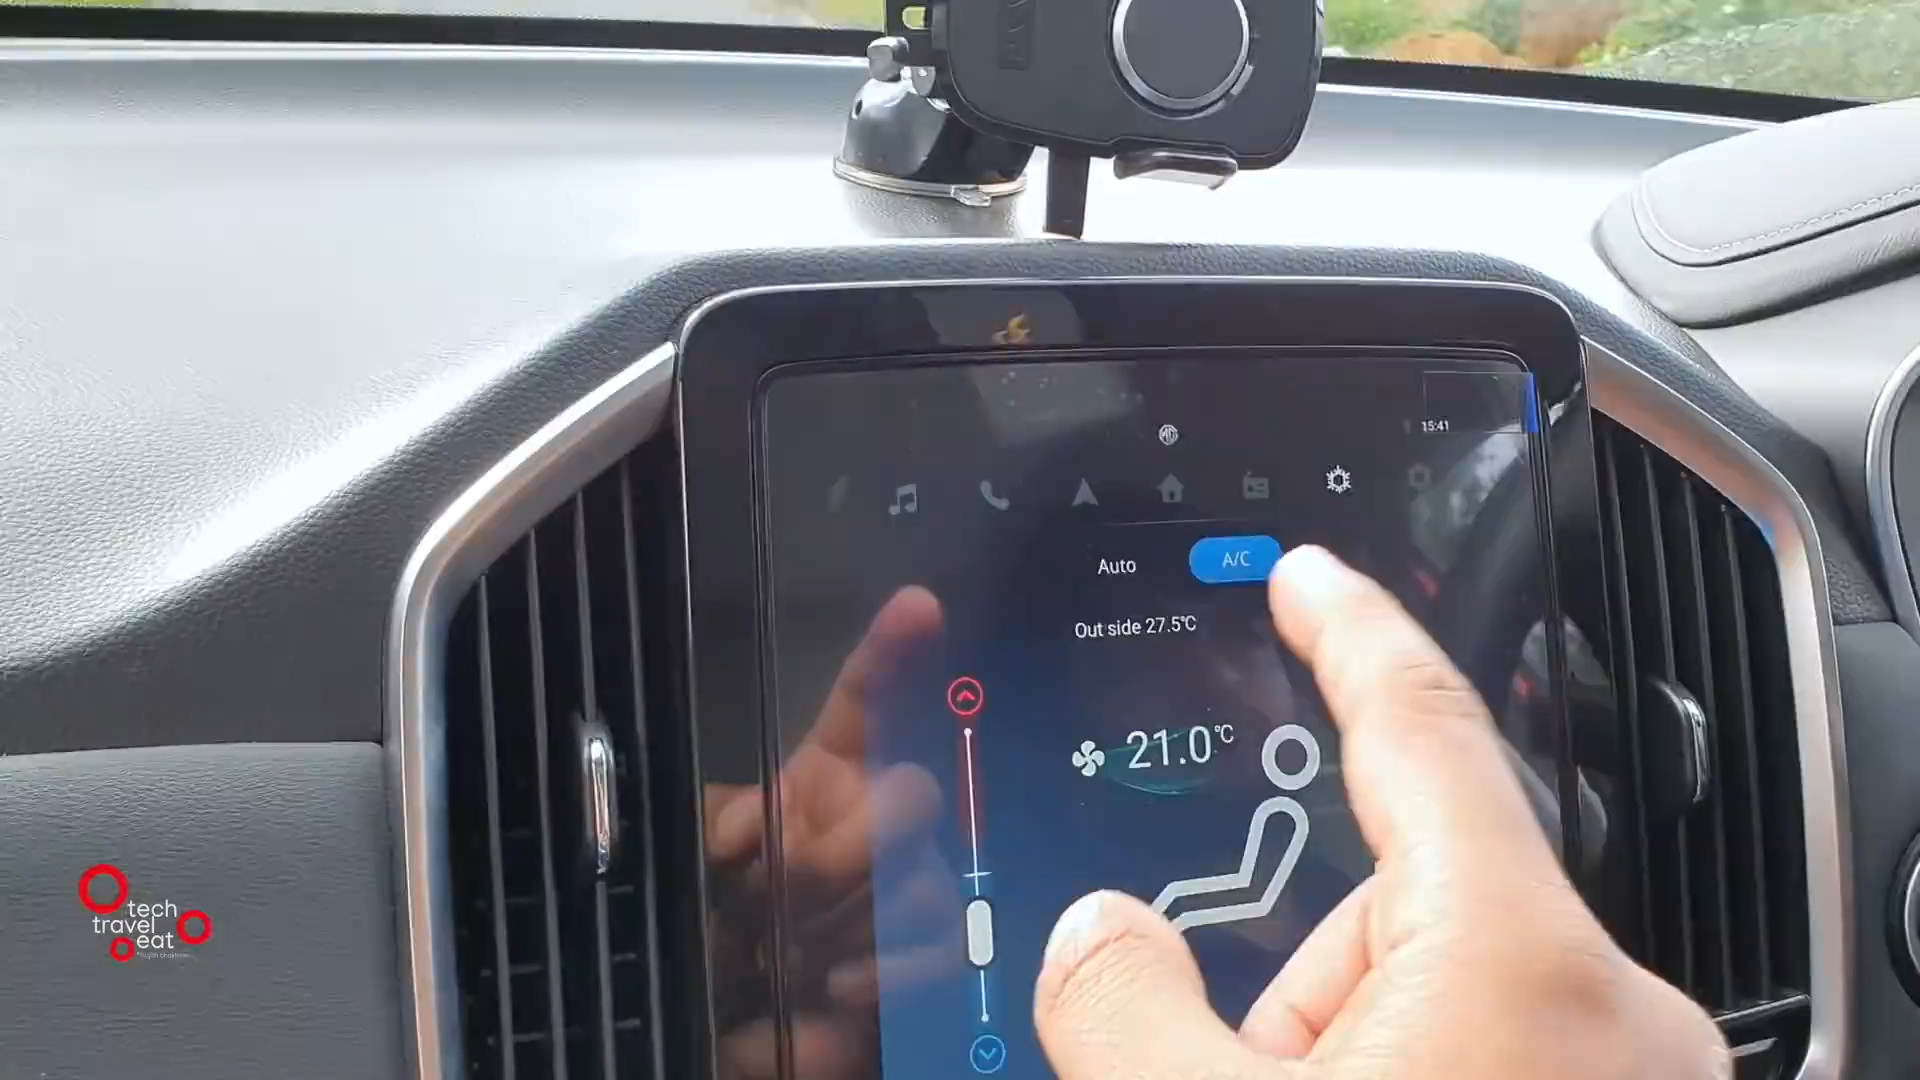 15:41
Auto
A/C
Out side 27.5℃
21.0℃
tech
travel
eat